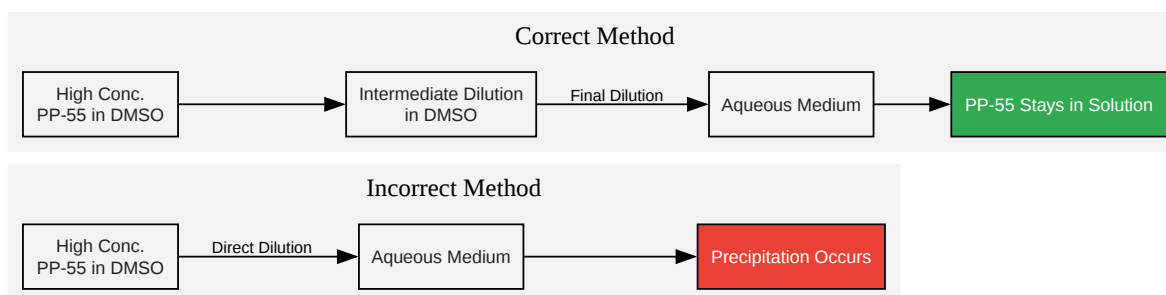 Correct Method
High Conc.
PP-55 in DMSO
Intermediate Dilution
in DMSO
Final Dilution
Aqueous Medium
PP-55 Stays in Solution
Incorrect Method
High Conc.
PP-55 in DMSO
Direct Dilution
Aqueous Medium
Precipitation Occurs